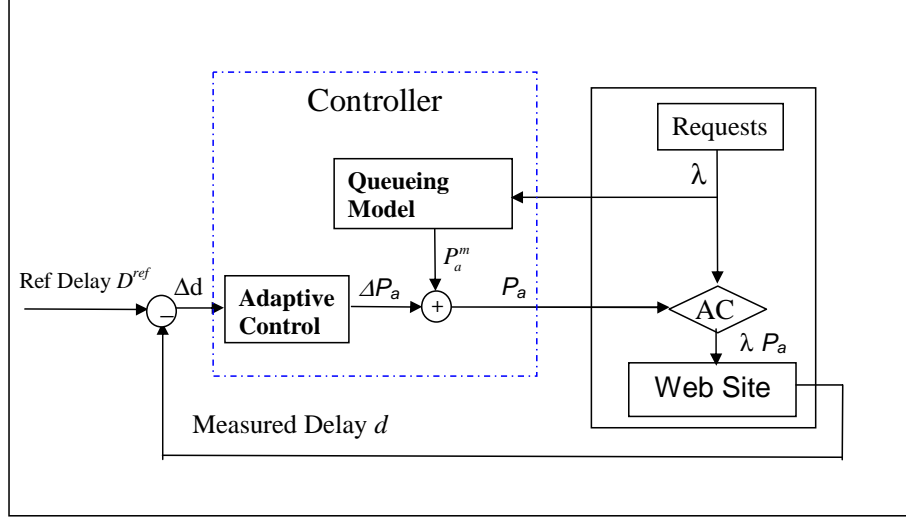 Controller
Requests
λ
Queueing
Model
P_a^m
Ref Delay D^ref
Δd
Adaptive
Control
ΔP_a
+
P_a
AC
−
λ P_a
Web Site
Measured Delay d